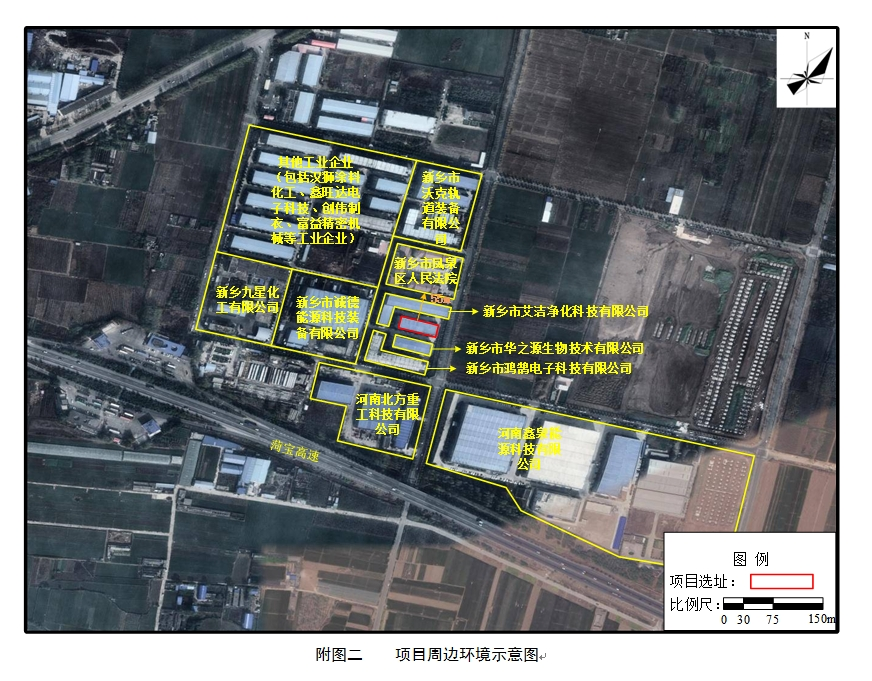 N
其他工业企业
（包括汉狮涂料
化工、鑫旺达电
子科技、创伟制
衣、富益精密机
械等工业企业）
新乡市
沃克轨
道装备
有限公
司
新乡市凤泉
区人民法院
55m
新乡九星化
工有限公司
新乡市诚德
能源科技装
备有限公司
新乡市艾洁净化科技有限公司
新乡市华之源生物技术有限公司
新乡市鸿鹄电子科技有限公司
河南北方重
工科技有限
公司
菏宝高速
河南鑫泉能
源科技有限
公司
图 例
项目选址：
比例尺：
0 30 75 150m
附图二 项目周边环境示意图